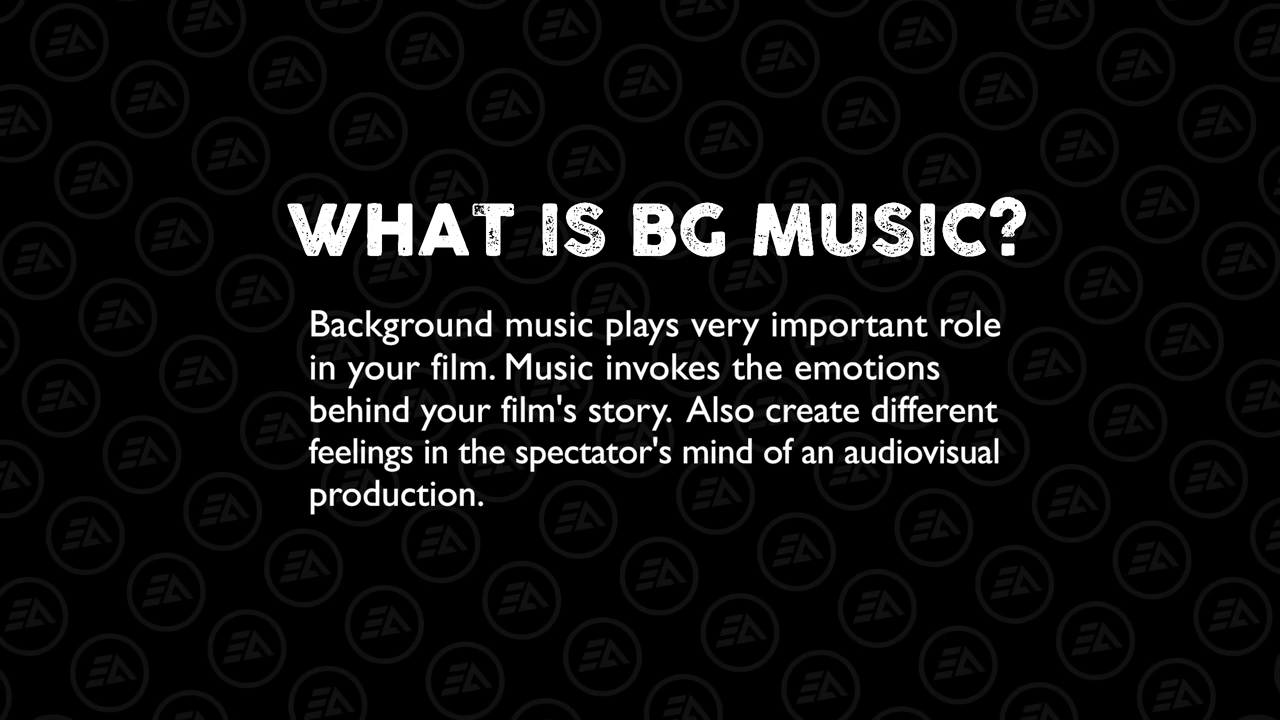 WHAT IS BG MUSIC?
Background music plays very important role
in your film. Music invokes the emotions
behind your film's story. Also create different
feelings in the spectator's mind of an audiovisual
production.